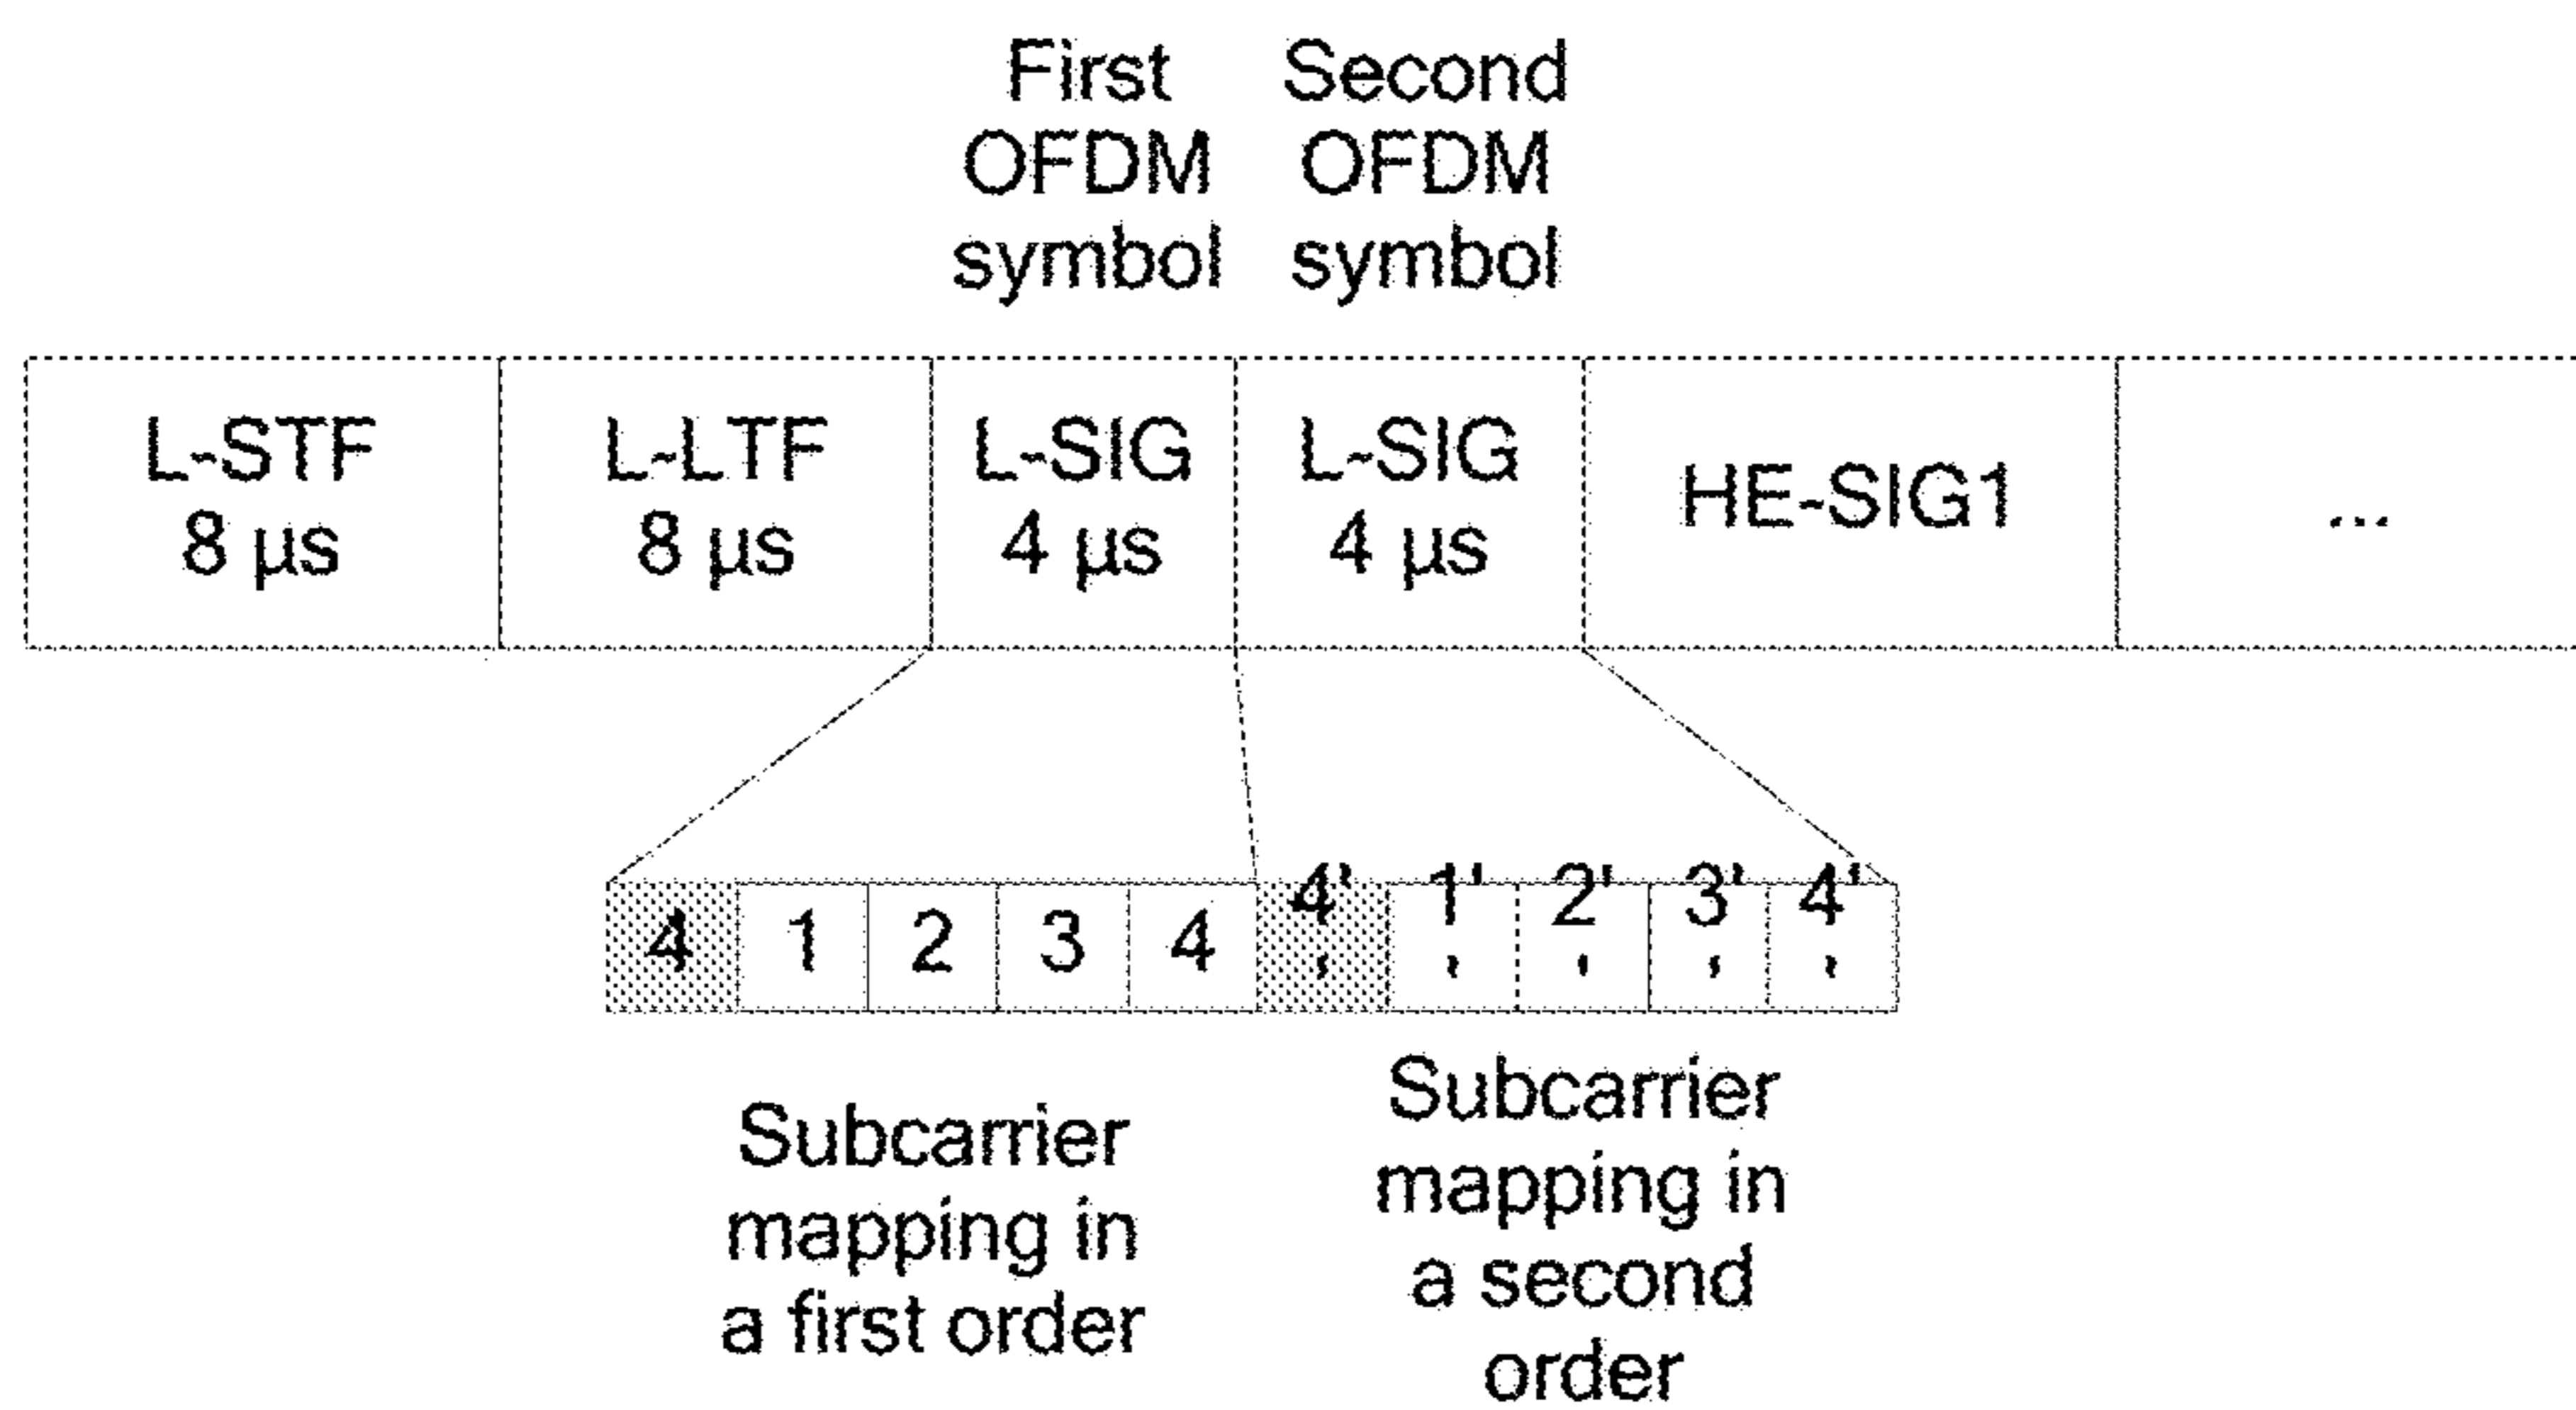 First Second
OFDM OFDM
symbol symbol
L-STF L-LTF L-SIG L-SIG HE-SIG1 ...
8 µs 8 µs 4 µs 4 µs
4 1 2 3 4 4'' 1'' 2'' 3'' 4''
Subcarrier
mapping in
a first order
Subcarrier
mapping in
a second
order